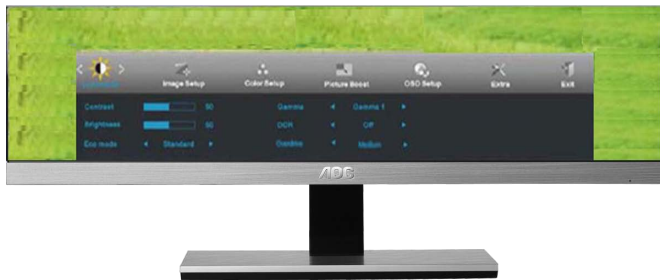 Luminance
Image Setup
Color Setup
Picture Boost
OSD Setup
Extra
Exit
Contrast 50 Gamma Gamma 1
Brightness 50 DCR Off
Eco mode Standard Overdrive Medium
AOC